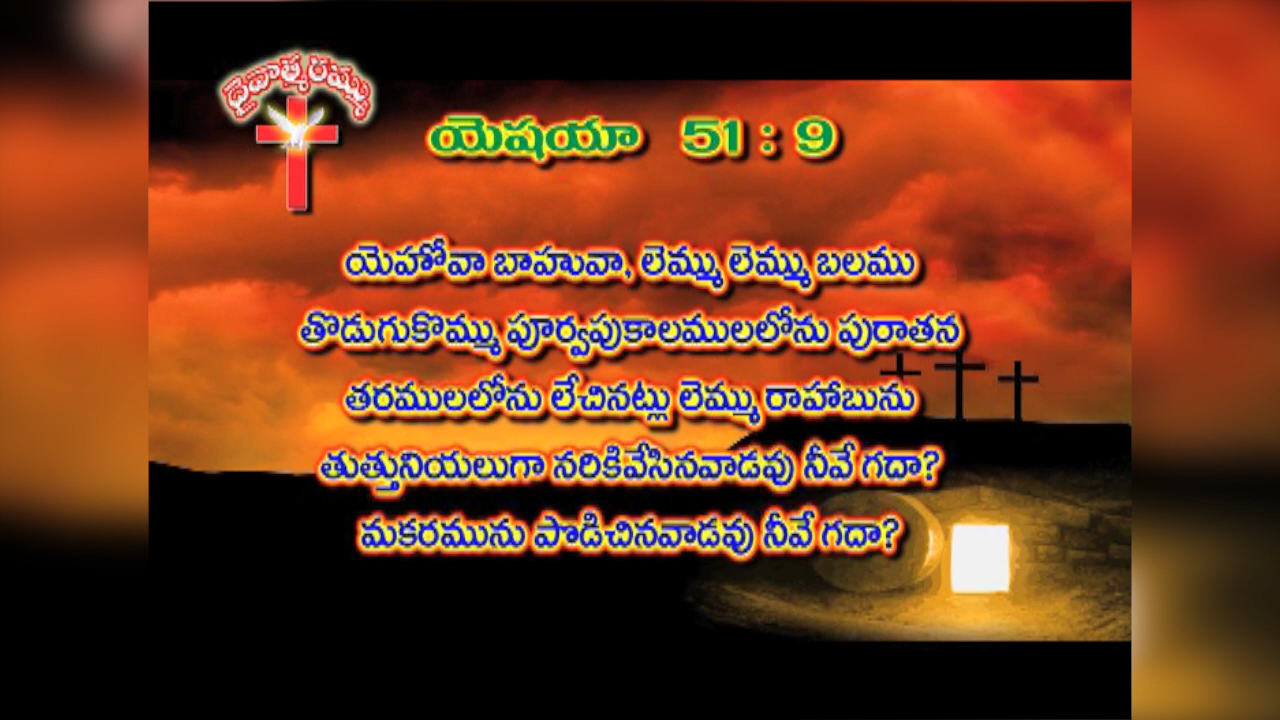 దైవాత్మరమ్ము
యెషయా 51 : 9
యెహోవా బాహువా, లెమ్ము లెమ్ము బలము
తొడుగుకొమ్ము పూర్వపుకాలములలోను పురాతన
తరములలోను లేచినట్లు లెమ్ము రాహాబును
తుత్తునియలుగా నరికివేసినవాడవు నీవే గదా?
మకరమును పొడిచినవాడవు నీవే గదా?